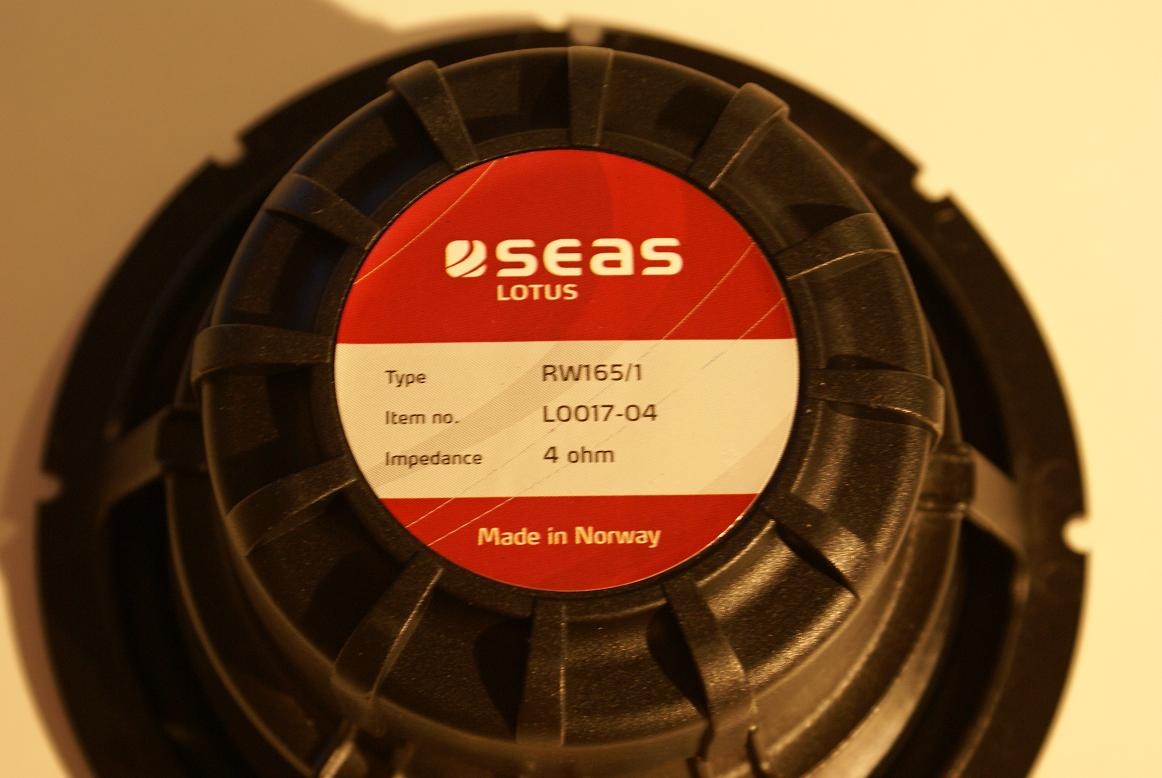 seas
LOTUS
Type RW165/1
Item no. L0017-04
Impedance 4 ohm
Made in Norway